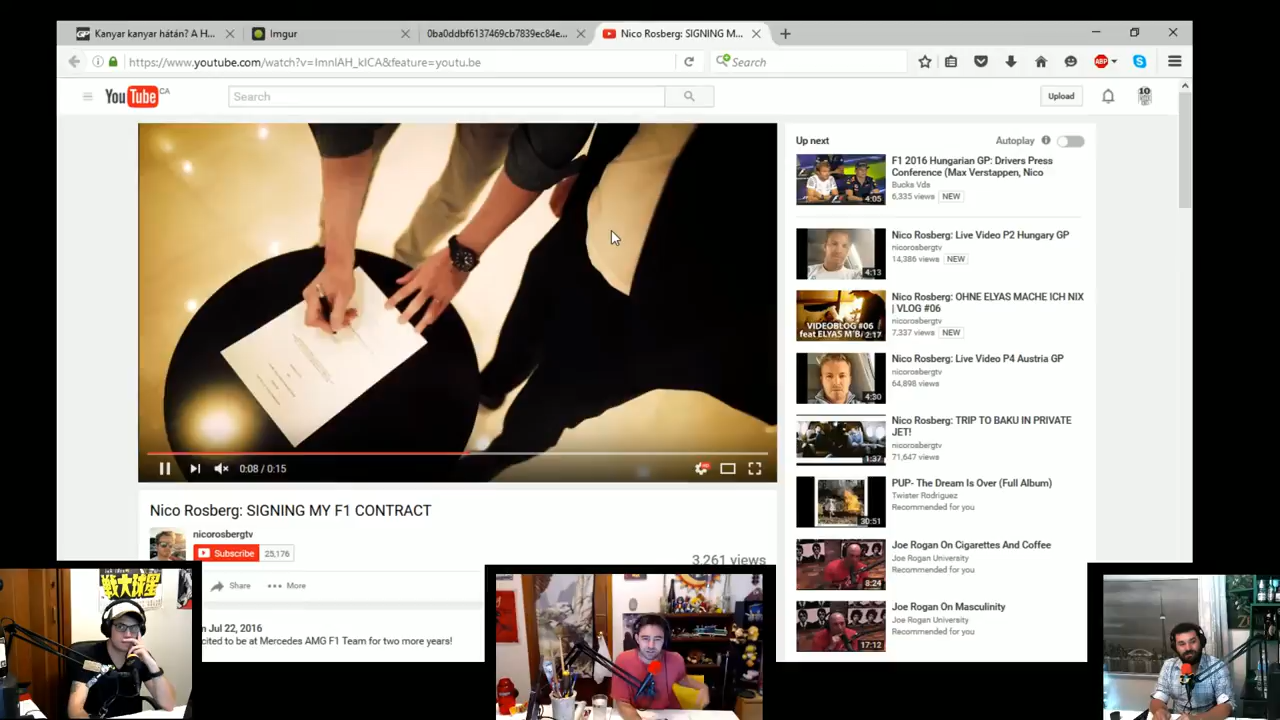 Kanyar kanyar hátán? A H...
Imgur
0ba0ddbf6137469cb7839ec84e...
Nico Rosberg: SIGNING M...
https://www.youtube.com/watch?v=ImnIAH_kICA&feature=youtu.be
Search
ABP
YouTube CA
Search
Upload
10
Up next
Autoplay
F1 2016 Hungarian GP: Drivers Press
Conference (Max Verstappen, Nico
Bucka Vda
6,335 views NEW
4:05
Nico Rosberg: Live Video P2 Hungary GP
nicorosbergtv
14,386 views NEW
4:13
Nico Rosberg: OHNE ELYAS MACHE ICH NIX
| VLOG #06
nicorosbergtv
7,337 views NEW
VIDEOBLOG #06
2:17
Nico Rosberg: Live Video P4 Austria GP
nicorosbergtv
64,898 views
4:30
Nico Rosberg: TRIP TO BAKU IN PRIVATE
JET!
nicorosbergtv
71,647 views
1:37
PUP- The Dream Is Over (Full Album)
Twister Rodriguez
Recommended for you
30:51
Joe Rogan On Cigarettes And Coffee
Joe Rogan University
Recommended for you
8:24
Joe Rogan On Masculinity
Joe Rogan University
Recommended for you
17:12
0:08 / 0:15
Nico Rosberg: SIGNING MY F1 CONTRACT
nicorosbergtv
Subscribe 25,176
3,261 views
Share
More
n Jul 22, 2016
cited to be at Mercedes AMG F1 Team for two more years!